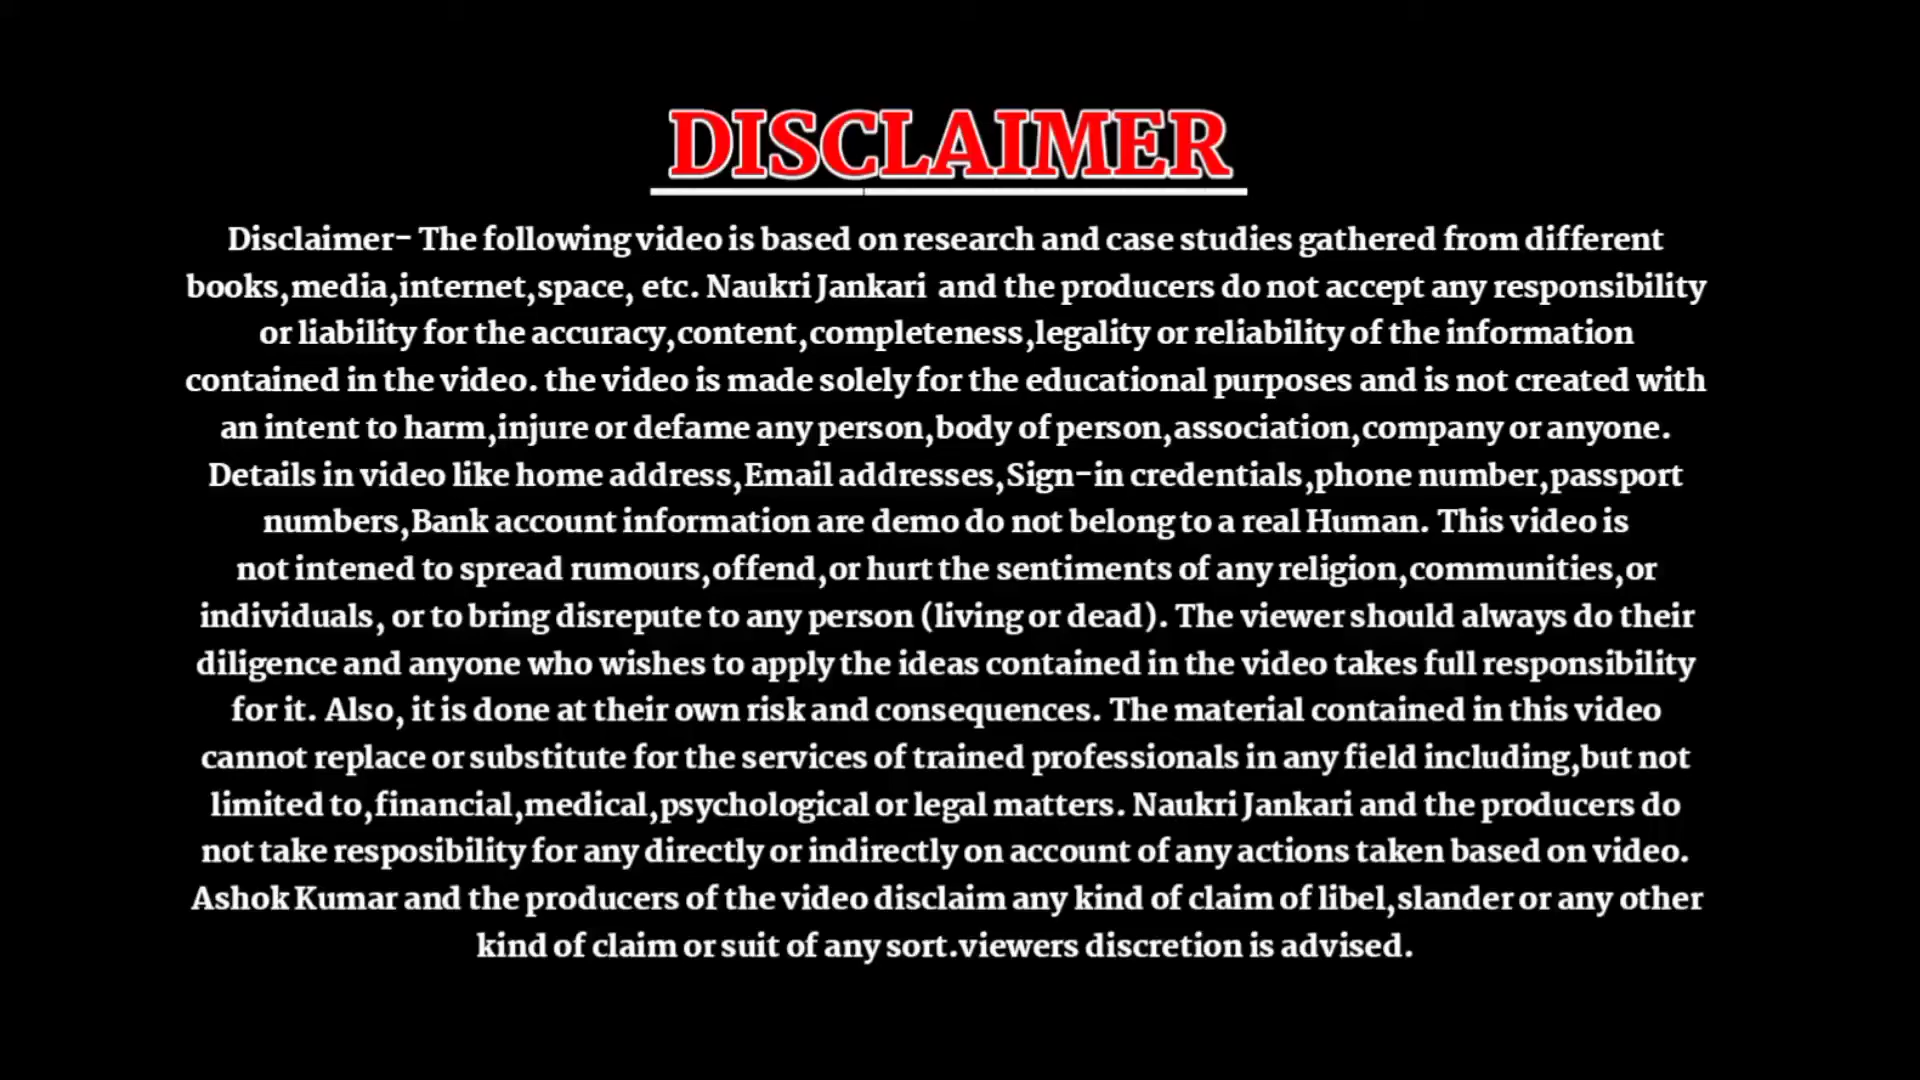 DISCLAIMER
Disclaimer- The following video is based on research and case studies gathered from different
books,media,internet,space, etc. Naukri Jankari and the producers do not accept any responsibility
or liability for the accuracy,content,completeness,legality or reliability of the information
contained in the video. the video is made solely for the educational purposes and is not created with
an intent to harm,injure or defame any person,body of person,association,company or anyone.
Details in video like home address,Email addresses,Sign-in credentials,phone number,passport
numbers,Bank account information are demo do not belong to a real Human. This video is
not intened to spread rumours,offend,or hurt the sentiments of any religion,communities,or
individuals, or to bring disrepute to any person (living or dead). The viewer should always do their
diligence and anyone who wishes to apply the ideas contained in the video takes full responsibility
for it. Also, it is done at their own risk and consequences. The material contained in this video
cannot replace or substitute for the services of trained professionals in any field including,but not
limited to,financial,medical,psychological or legal matters. Naukri Jankari and the producers do
not take resposibility for any directly or indirectly on account of any actions taken based on video.
Ashok Kumar and the producers of the video disclaim any kind of claim of libel,slander or any other
kind of claim or suit of any sort.viewers discretion is advised.